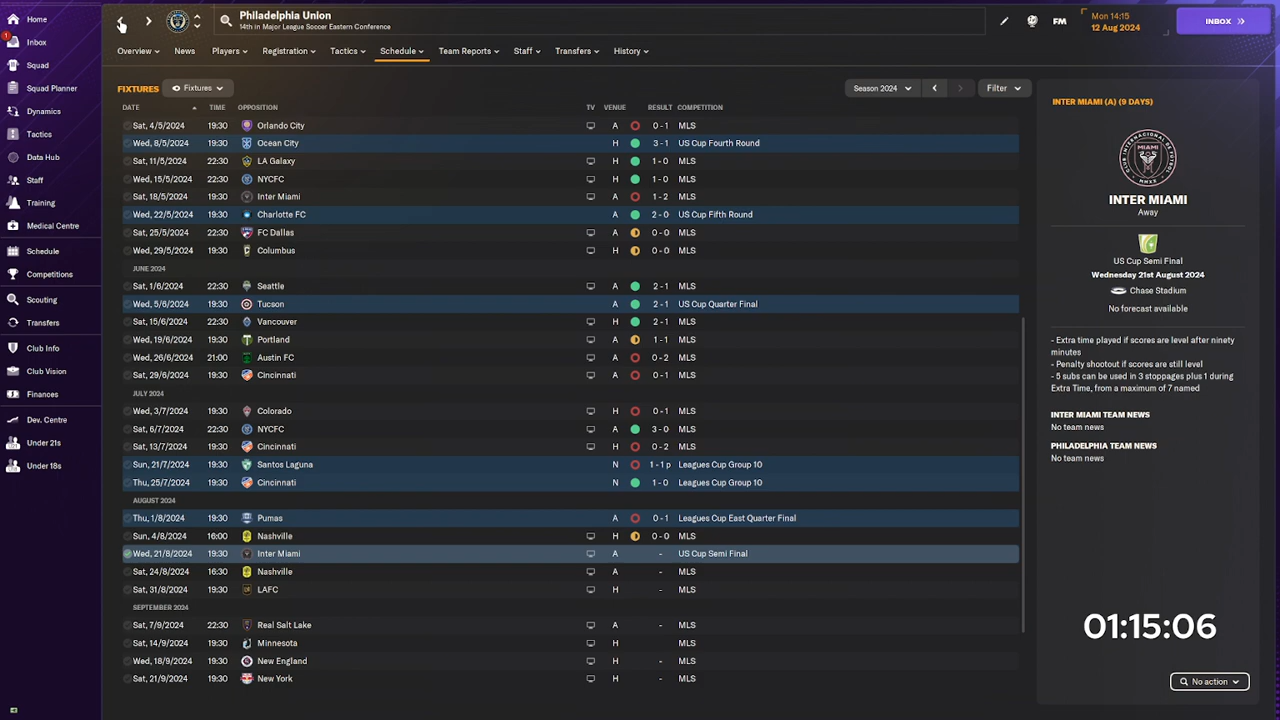 Home
Philadelphia Union
14th in Major League Soccer Eastern Conference
FM
Mon 14:15
12 Aug 2024
INBOX
1
Inbox
Squad
Squad Planner
Dynamics
Tactics
Data Hub
Staff
Training
Medical Centre
Schedule
Competitions
Scouting
Transfers
Club Info
Club Vision
Finances
Dev. Centre
Under 21s
Under 18s
Overview News Players Registration Tactics Schedule Team Reports Staff Transfers History
FIXTURES Fixtures Season 2024 Filter
DATE TIME OPPOSITION TV VENUE RESULT COMPETITION
Sat, 4/5/2024 19:30 Orlando City A 0 - 1 MLS
Wed, 8/5/2024 19:30 Ocean City H 3 - 1 US Cup Fourth Round
Sat, 11/5/2024 22:30 LA Galaxy H 1 - 0 MLS
Wed, 15/5/2024 22:30 NYCFC H 1 - 0 MLS
Sat, 18/5/2024 19:30 Inter Miami A 1 - 2 MLS
Wed, 22/5/2024 19:30 Charlotte FC A 2 - 0 US Cup Fifth Round
Sat, 25/5/2024 22:30 FC Dallas A 0 - 0 MLS
Wed, 29/5/2024 19:30 Columbus H 0 - 0 MLS
JUNE 2024
Sat, 1/6/2024 22:30 Seattle A 2 - 1 MLS
Wed, 5/6/2024 19:30 Tucson A 2 - 1 US Cup Quarter Final
Sat, 15/6/2024 22:30 Vancouver H 2 - 1 MLS
Wed, 19/6/2024 19:30 Portland A 1 - 1 MLS
Wed, 26/6/2024 21:00 Austin FC A 0 - 2 MLS
Sat, 29/6/2024 19:30 Cincinnati A 0 - 1 MLS
JULY 2024
Wed, 3/7/2024 19:30 Colorado H 0 - 1 MLS
Sat, 6/7/2024 22:30 NYCFC A 3 - 0 MLS
Sat, 13/7/2024 19:30 Cincinnati H 0 - 2 MLS
Sun, 21/7/2024 19:30 Santos Laguna N 1 - 1 p Leagues Cup Group 10
Thu, 25/7/2024 19:30 Cincinnati N 1 - 0 Leagues Cup Group 10
AUGUST 2024
Thu, 1/8/2024 19:30 Pumas A 0 - 1 Leagues Cup East Quarter Final
Sun, 4/8/2024 16:00 Nashville H 0 - 0 MLS
Wed, 21/8/2024 19:30 Inter Miami A - US Cup Semi Final
Sat, 24/8/2024 16:30 Nashville A - MLS
Sat, 31/8/2024 19:30 LAFC H - MLS
SEPTEMBER 2024
Sat, 7/9/2024 22:30 Real Salt Lake A - MLS
Sat, 14/9/2024 19:30 Minnesota H - MLS
Wed, 18/9/2024 19:30 New England H - MLS
Sat, 21/9/2024 19:30 New York H - MLS
INTER MIAMI (A) (9 DAYS)
INTER MIAMI
Away
US Cup Semi Final
Wednesday 21st August 2024
Chase Stadium
No forecast available
- Extra time played if scores are level after ninety
minutes
- Penalty shootout if scores are still level
- 5 subs can be used in 3 stoppages plus 1 during
Extra Time, from a maximum of 7 named
INTER MIAMI TEAM NEWS
No team news
PHILADELPHIA TEAM NEWS
No team news
01:15:06
No action